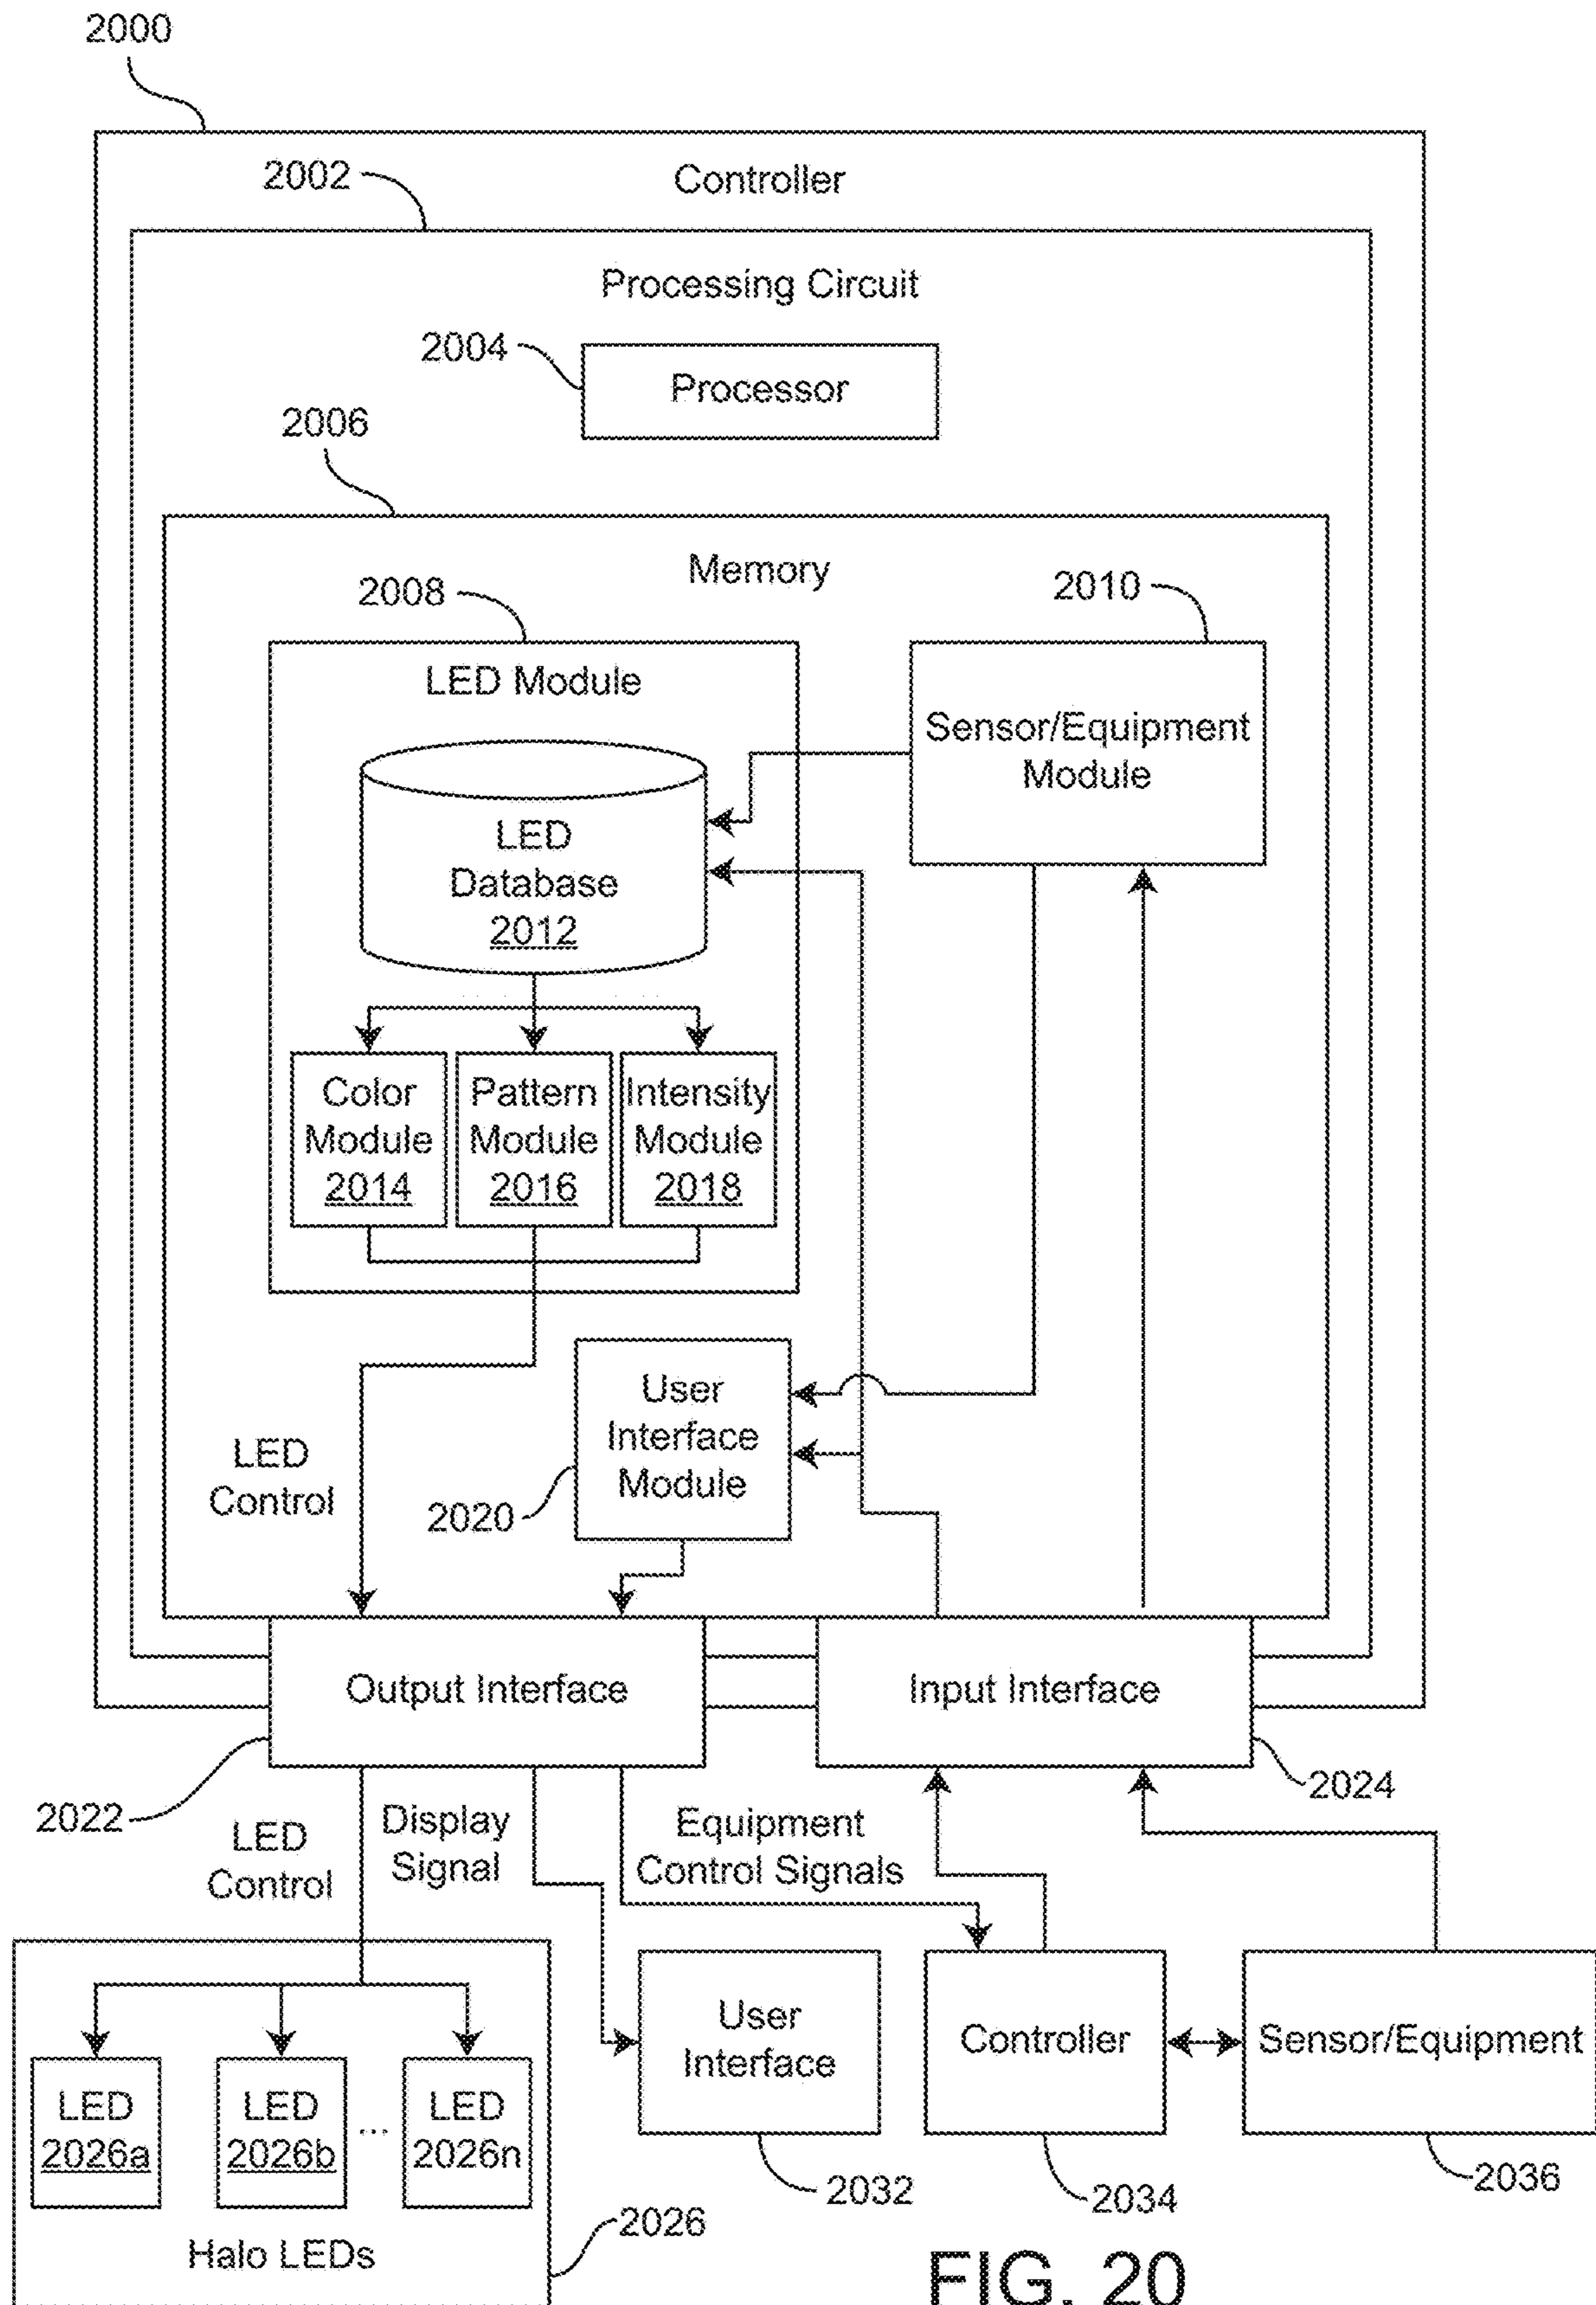 2000
Controller
2002
Processing Circuit
2004
Processor
2006
Memory
2008
2010
LED Module
Sensor/Equipment
Module
LED
Database
2012
Color
Module
2014
Pattern
Module
2016
Intensity
Module
2018
User
Interface
Module
LED
Control
2020
Output Interface
Input Interface
2022
2024
LED
Control
Display
Signal
Equipment
Control Signals
User
Interface
Controller
Sensor/Equipment
LED
2026a
LED
2026b
...
LED
2026n
2032
2034
2036
2026
Halo LEDs
FIG. 20